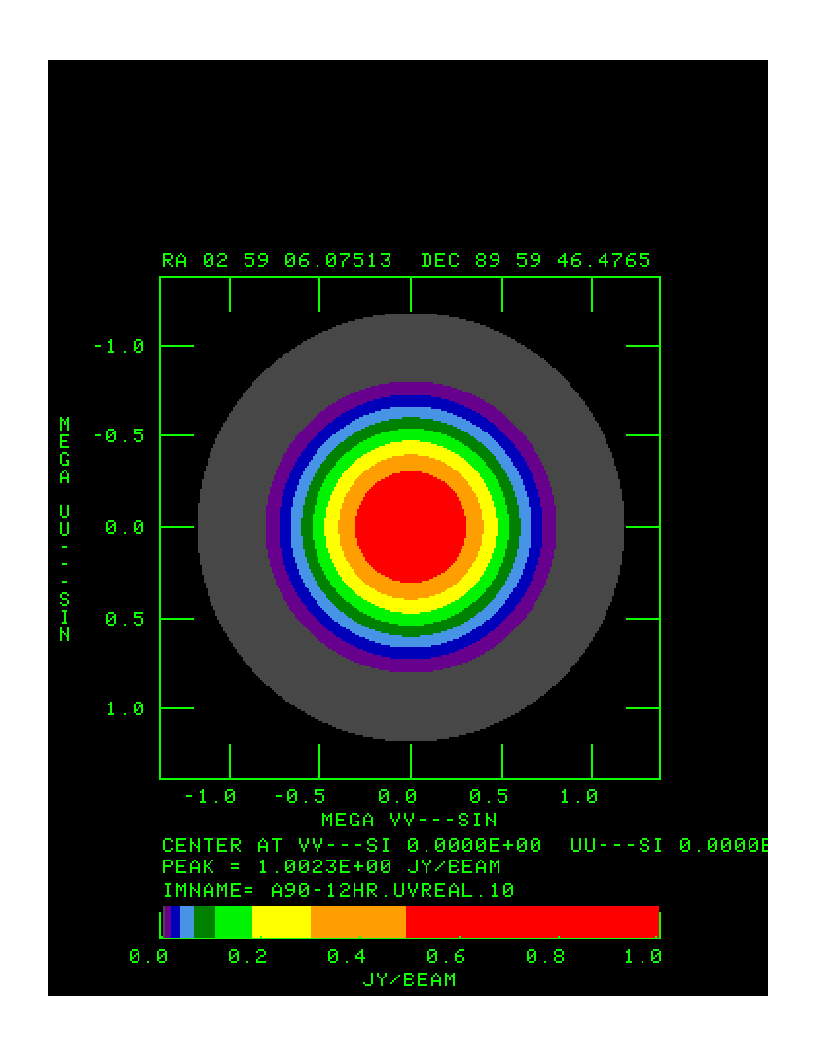 RA 02 59 06.07513  DEC 89 59 46.4765
-1.0
-0.5
0.0
0.5
1.0
MEGA UU---SIN
-1.0 -0.5 0.0 0.5 1.0
MEGA VV---SIN
CENTER AT VV---SI 0.0000E+00  UU---SI 0.0000E
PEAK = 1.0023E+00 JY/BEAM
IMNAME= A90-12HR.UVREAL.10
0.0 0.2 0.4 0.6 0.8 1.0
JY/BEAM